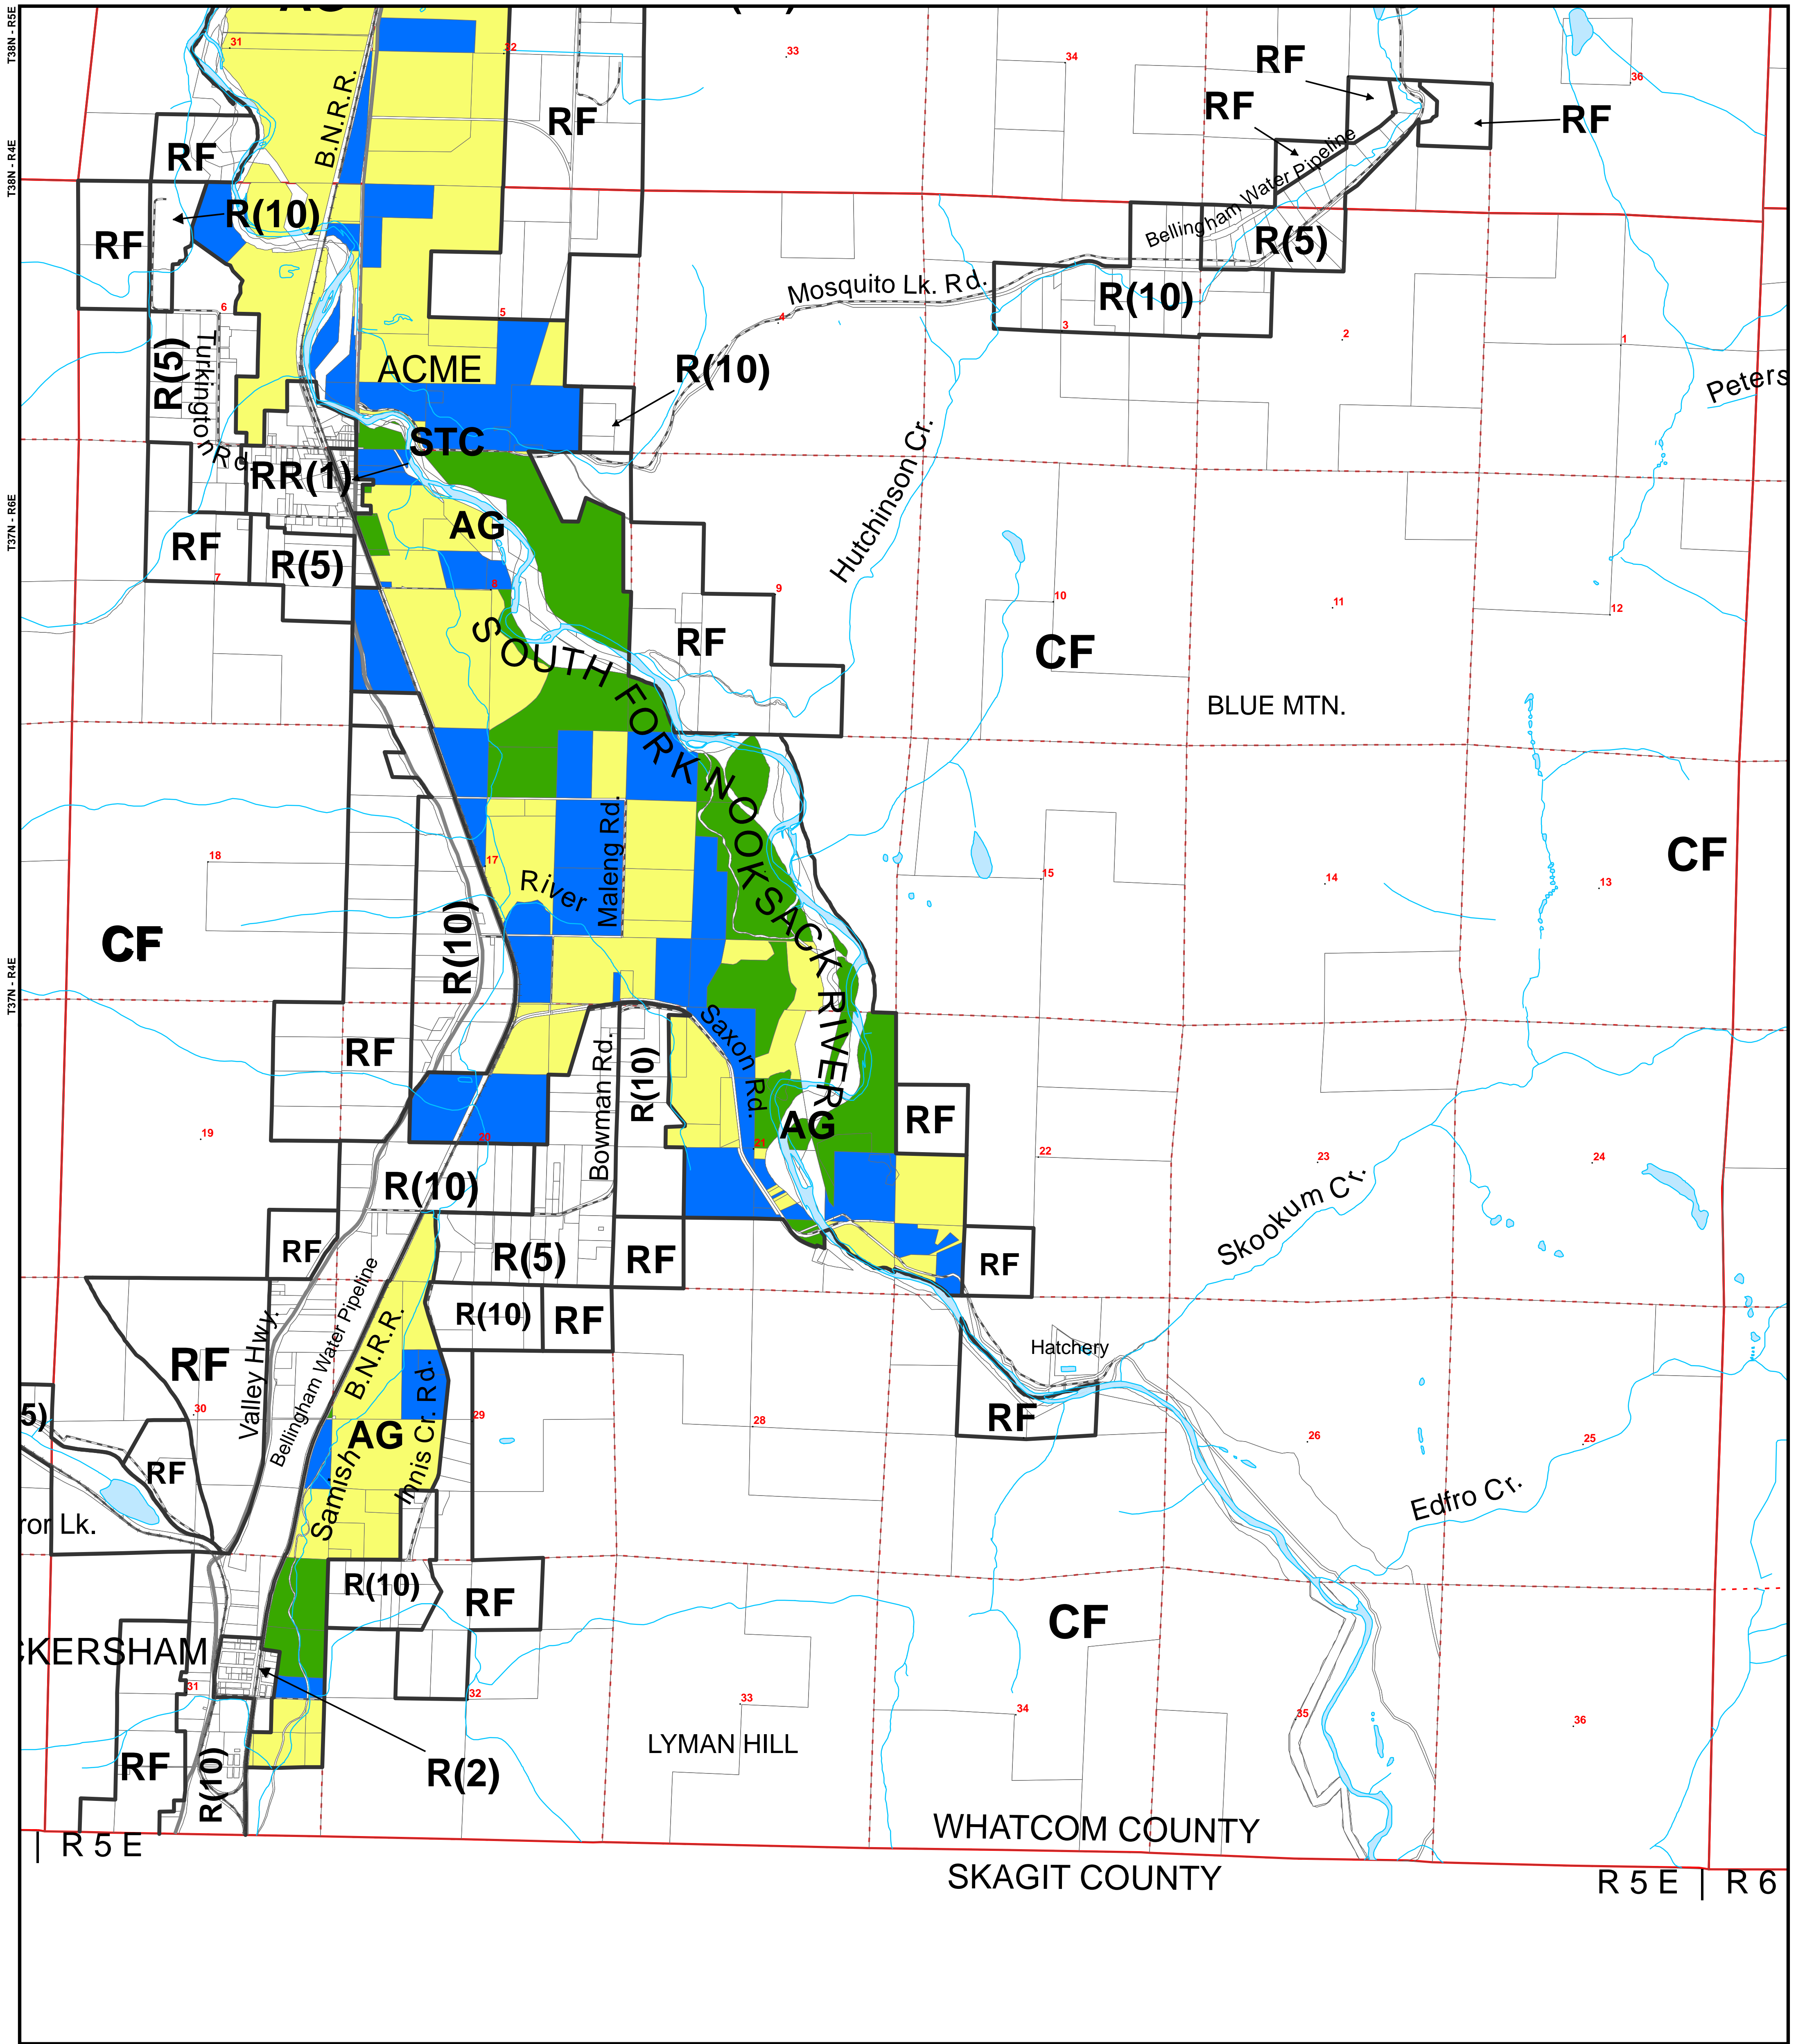 T38N - R5E
T38N - R4E
T37N - R6E
T37N - R4E
31
32
33
34
36
B.N.R.R.
RF
RF
RF
RF
RF
Bellingham Water Pipeline
R(10)
RF
R(5)
R(10)
Mosquito Lk. Rd.
6
5
4
3
2
1
R(5)
Turkington Rd.
ACME
R(10)
Peters
STC
RR(1)
AG
Hutchinson Cr.
RF
R(5)
7
8
9
10
11
12
RF
CF
BLUE MTN.
SOUTH FORK NOOKSACK RIVER
18
17
15
14
13
River
Maleng Rd.
CF
CF
R(10)
RF
Bowman Rd.
R(10)
Saxon Rd.
AG
RF
19
20
21
22
23
24
R(10)
Skookum Cr.
RF
R(5)
RF
RF
R(10)
RF
Valley Hwy.
Bellingham Water Pipeline
B.N.R.R.
RF
Hatchery
5)
30
29
28
26
25
RF
AG
Samish
Innis Cr. Rd.
RF
Edfro Cr.
ror Lk.
R(10)
RF
CF
CKERSHAM
31
32
33
34
35
36
LYMAN HILL
RF
R(10)
R(2)
WHATCOM COUNTY
| R 5 E
SKAGIT COUNTY
R 5 E | R 6